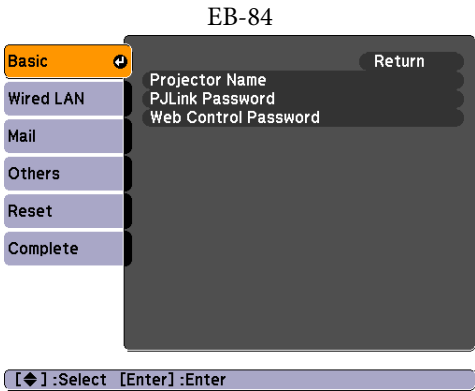 EB-84
Basic
Return
Projector Name
PJLink Password
Web Control Password
Wired LAN
Mail
Others
Reset
Complete
[◆] :Select [Enter] :Enter